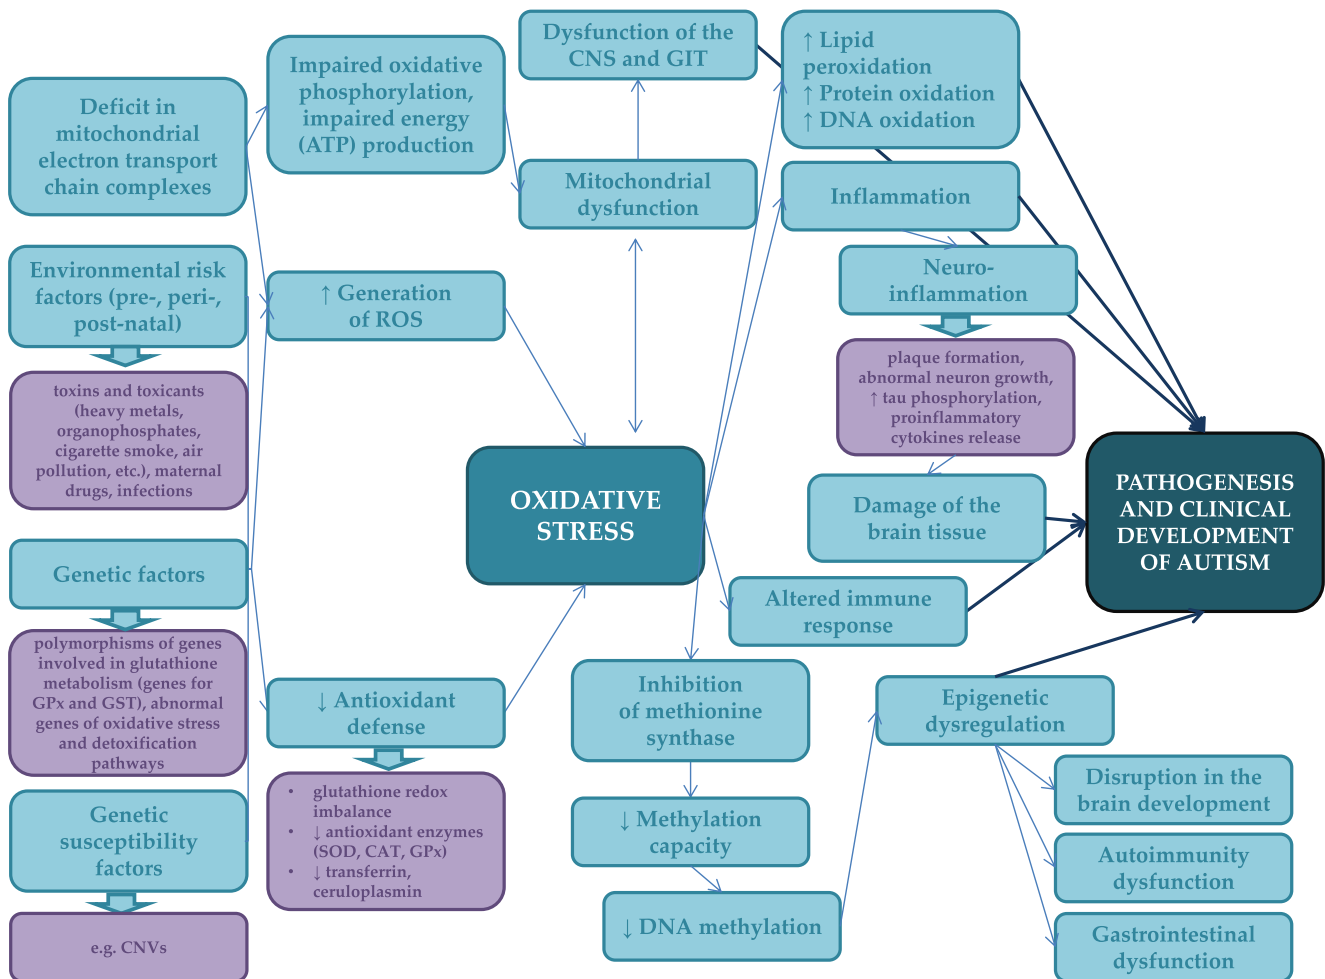 Deficit in
mitochondrial
electron transport
chain complexes
Environmental risk
factors (pre-, peri-,
post-natal)
toxins and toxicants
(heavy metals,
organophosphates,
cigarette smoke, air
pollution, etc.), maternal
drugs, infections
Genetic factors
polymorphisms of genes
involved in glutathione
metabolism (genes for
GPx and GST), abnormal
genes of oxidative stress
and detoxification
pathways
Genetic
susceptibility
factors
e.g. CNVs
Impaired oxidative
phosphorylation,
impaired energy
(ATP) production
↑ Generation
of ROS
↓ Antioxidant
defense
• glutathione redox
imbalance
• ↓ antioxidant enzymes
(SOD, CAT, GPx)
• ↓ transferrin,
ceruloplasmin
Dysfunction of the
CNS and GIT
Mitochondrial
dysfunction
OXIDATIVE
STRESS
Inhibition
of methionine
synthase
↓ Methylation
capacity
↓ DNA methylation
↑ Lipid
peroxidation
↑ Protein oxidation
↑ DNA oxidation
Inflammation
Neuro-
inflammation
plaque formation,
abnormal neuron growth,
↑ tau phosphorylation,
proinflammatory
cytokines release
Damage of the
brain tissue
Altered immune
response
Epigenetic
dysregulation
Disruption in the
brain development
Autoimmunity
dysfunction
Gastrointestinal
dysfunction
PATHOGENESIS
AND CLINICAL
DEVELOPMENT
OF AUTISM